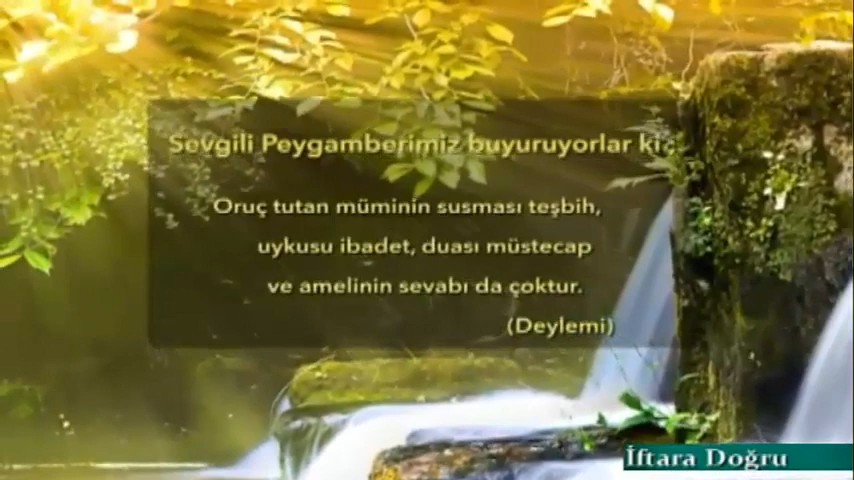 Sevgili Peygamberimiz buyuruyorlar ki :
Oruç tutan müminin susması teşbih,
uykusu ibadet, duası müstecap
ve amelinin sevabı da çoktur.
(Deylemi)
İftara Doğru